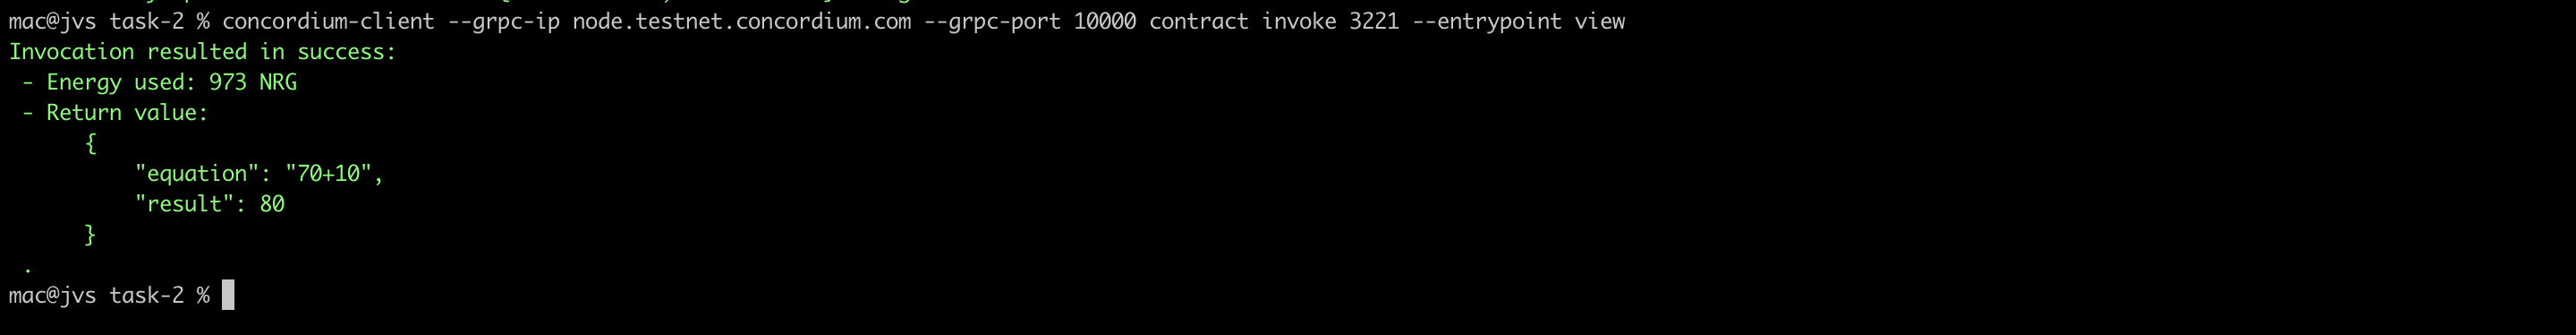 mac@jvs task-2 % concordium-client --grpc-ip node.testnet.concordium.com --grpc-port 10000 contract invoke 3221 --entrypoint view
Invocation resulted in success:
- Energy used: 973 NRG
- Return value:
{
"equation": "70+10",
"result": 80
}
.
mac@jvs task-2 %